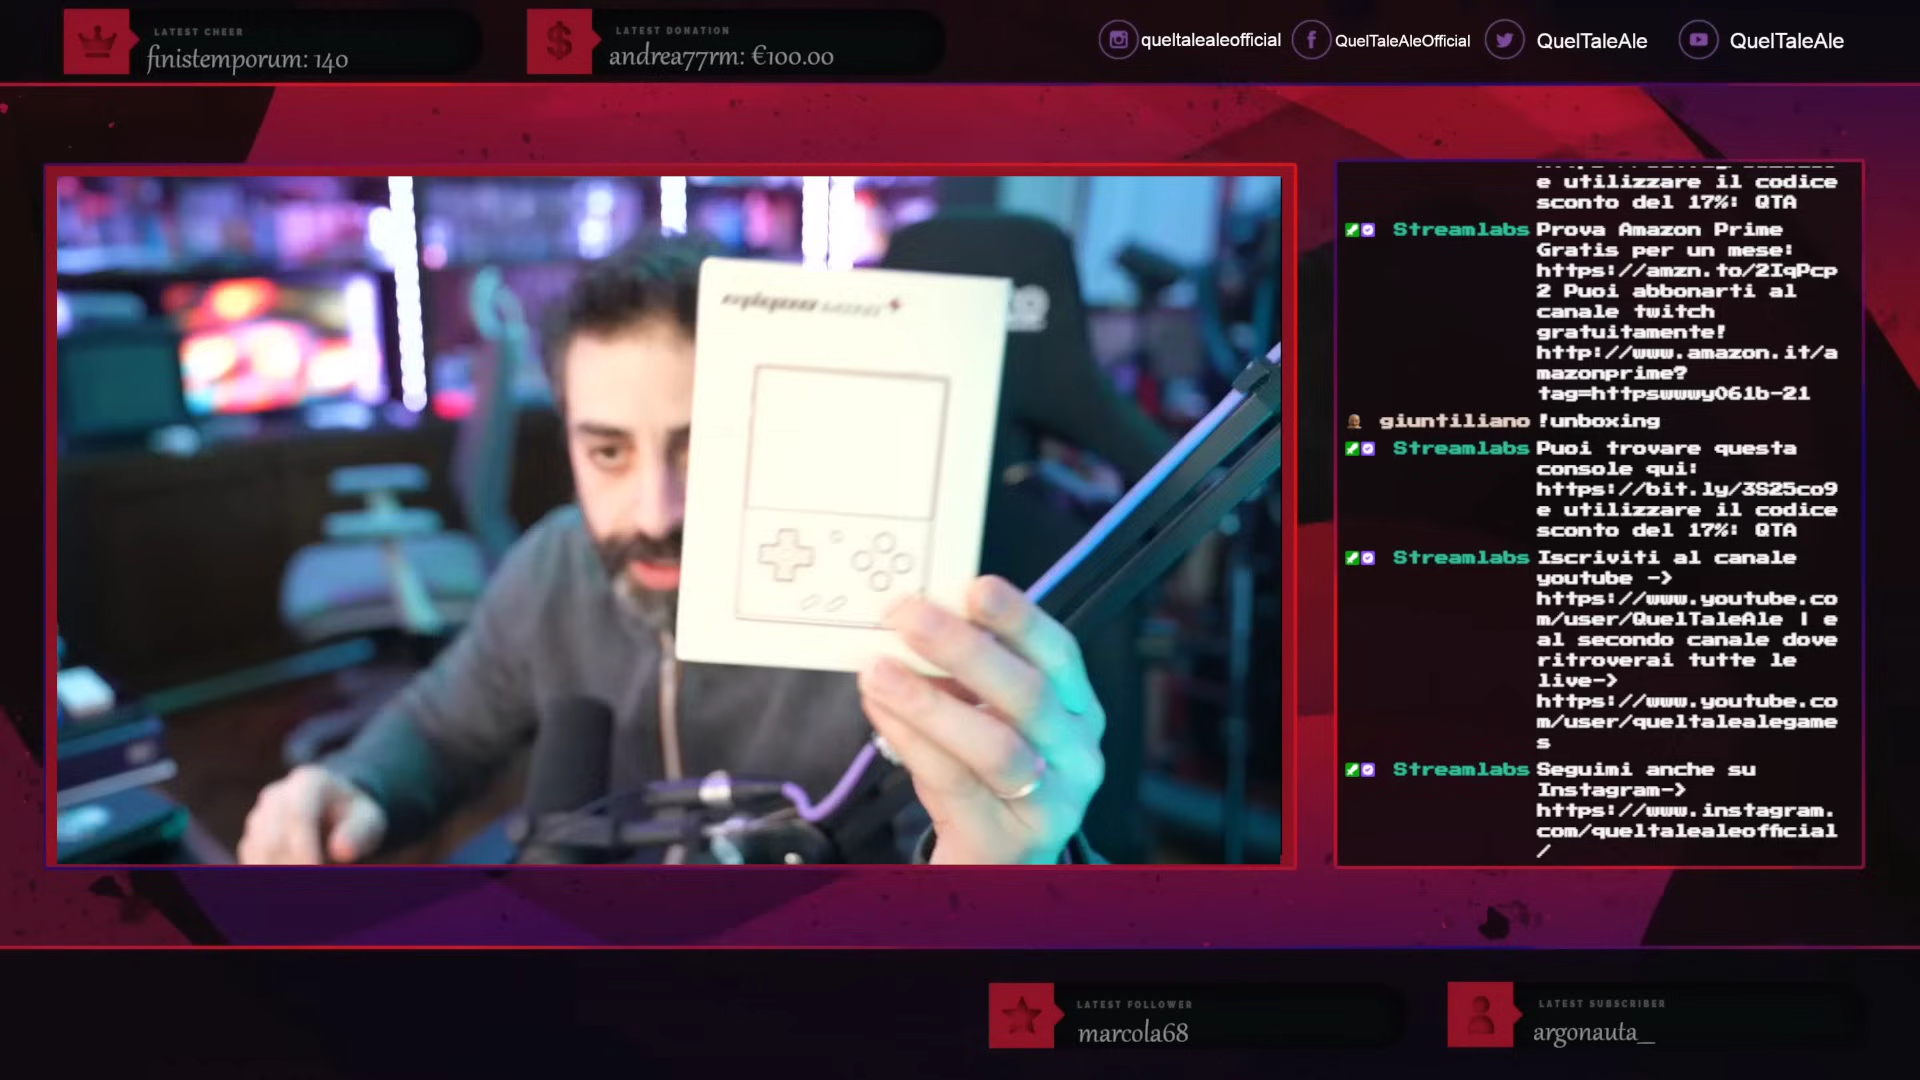 LATEST CHEER
finistemporum: 140
LATEST DONATION
andrea77rm: €100.00
queltalealeofficial
QuelTaleAleOfficial
QuelTaleAle
QuelTaleAle
e utilizzare il codice
sconto del 17%: QTA
Streamlabs Prova Amazon Prime
Gratis per un mese:
https://amzn.to/2IqPcp
2 Puoi abbonarti al
canale twitch
gratuitamente!
http://www.amazon.it/a
mazonprime?
tag=httpswwwy061b-21
giuntiliano !unboxing
Streamlabs Puoi trovare questa
console qui:
https://bit.ly/3S25co9
e utilizzare il codice
sconto del 17%: QTA
Streamlabs Iscriviti al canale
youtube ->
https://www.youtube.co
m/user/QuelTaleAle | e
al secondo canale dove
ritroverai tutte le
live->
https://www.youtube.co
m/user/queltalealegame
s
Streamlabs Seguimi anche su
Instagram->
https://www.instagram.
com/queltalealeofficial
/
LATEST FOLLOWER
marcola68
LATEST SUBSCRIBER
argonauta_